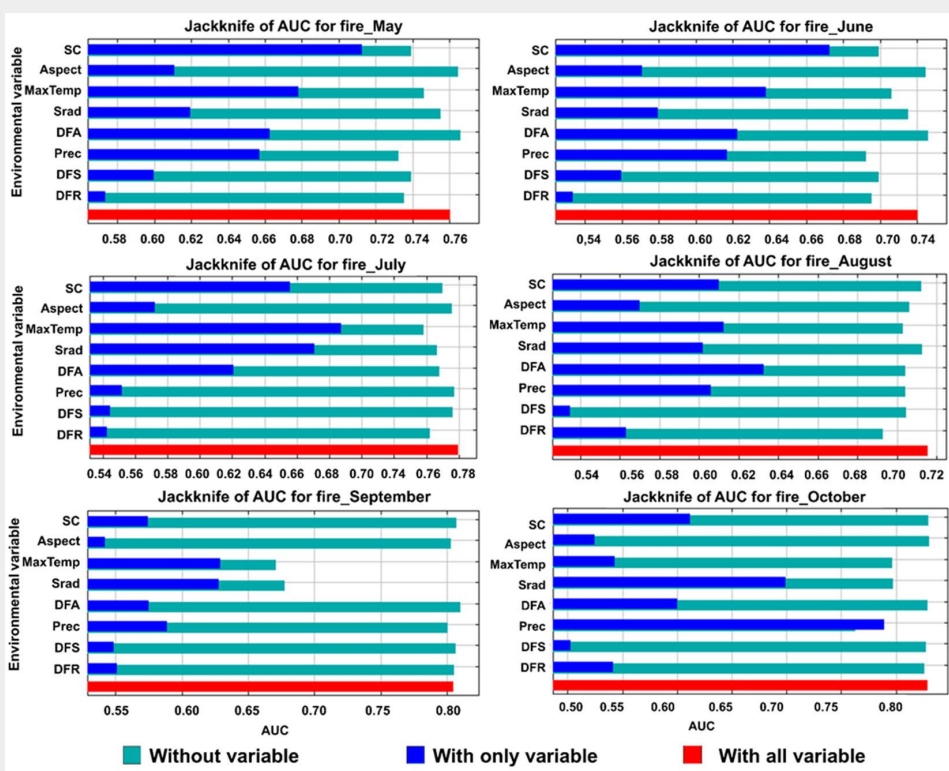 Jackknife of AUC for fire_May
Environmental variable
SC
Aspect
MaxTemp
Srad
DFA
Prec
DFS
DFR
0.58 0.60 0.62 0.64 0.66 0.68 0.70 0.72 0.74 0.76
Jackknife of AUC for fire_June
SC
Aspect
MaxTemp
Srad
DFA
Prec
DFS
DFR
0,54 0.56 0.58 0.60 0.62 0.64 0.66 0.68 0.70 0.74
Jackknife of AUC for fire_July
Environmental variable
SC
Aspect
MaxTemp
Srad
DFA
Prec
DFS
DFR
0.54 0.56 0.58 0.60 0.62 0.64 0.66 0.68 0.70 0.74 0.76 0.78
Jackknife of AUC for fire_August
SC
Aspect
MaxTemp
Srad
DFA
Prec
DFS
DFR
0.54 0.56 0.58 0.60 0.62 0.64 0.66 0.68 0.70 0.72
Jackknife of AUC for fire_September
Environmental variable
SC
Aspect
MaxTemp
Srad
DFA
Prec
DFS
DFR
0.55 0.60 0.65 0.70 0.75 0.80
AUC
Jackknife of AUC for fire_October
SC
Aspect
MaxTemp
Srad
DFA
Prec
DFS
DFR
0.50 0.55 0.60 0.70 0.75 0.80
AUC
Without variable
With only variable
With all variable